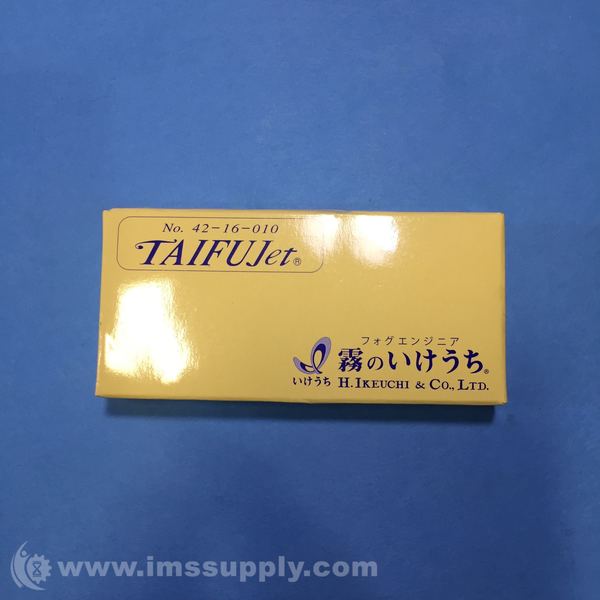 No. 42-16-010
TAIFUJet®
フォグエンジニア
霧のいけうち®
いけうち H.IKEUCHI & CO., LTD.
www.imssupply.com